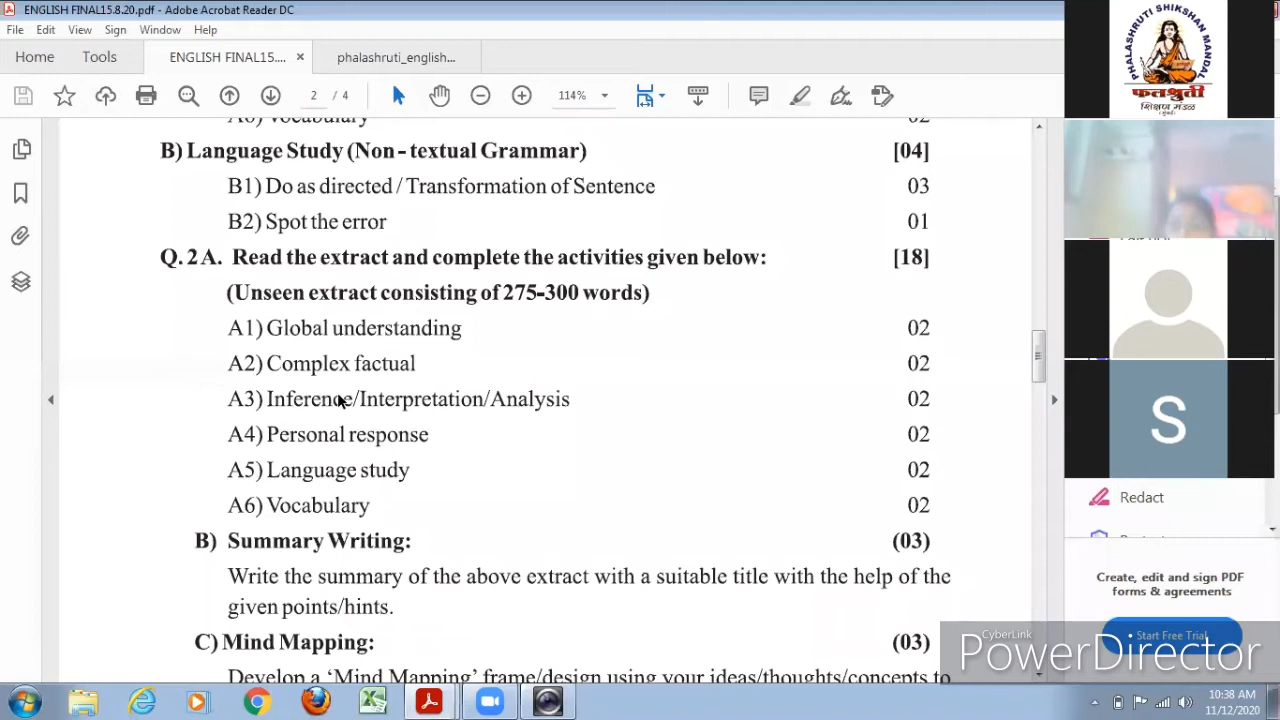 ENGLISH FINAL15.8.20.pdf - Adobe Acrobat Reader DC
File Edit View Sign Window Help
Home Tools ENGLISH FINAL15.... × phalashruti_english...
2 / 4 114%
A6) Vocabulary 02
B) Language Study (Non - textual Grammar) [04]
B1) Do as directed / Transformation of Sentence 03
B2) Spot the error 01
Q. 2 A. Read the extract and complete the activities given below: [18]
(Unseen extract consisting of 275-300 words)
A1) Global understanding 02
A2) Complex factual 02
A3) Inference/Interpretation/Analysis 02
A4) Personal response 02
A5) Language study 02
A6) Vocabulary 02
B) Summary Writing: (03)
Write the summary of the above extract with a suitable title with the help of the
given points/hints.
C) Mind Mapping: (03)
Develop a ‘Mind Mapping’ frame/design using your ideas/thoughts/concepts to
PHALASHRUTI SHIKSHAN MANDAL
फलश्रुती
शिक्षण मंडळ
S
Redact
Create, edit and sign PDF
forms & agreements
Start Free Trial
CyberLink
PowerDirector
10:38 AM
11/12/2020